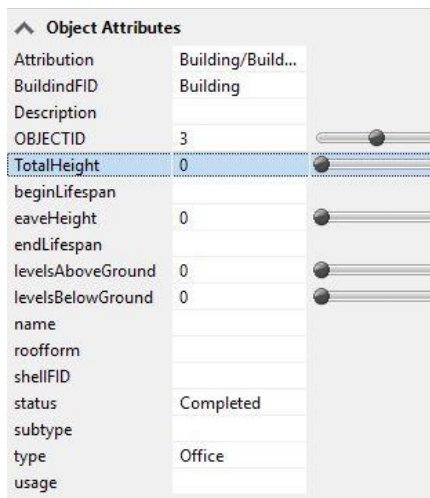 Object Attributes
Attribution Building/Build...
BuildindFID Building
Description
OBJECTID 3
TotalHeight 0
beginLifespan
eaveHeight 0
endLifespan
levelsAboveGround 0
levelsBelowGround 0
name
roofform
shellFID
status Completed
subtype
type Office
usage